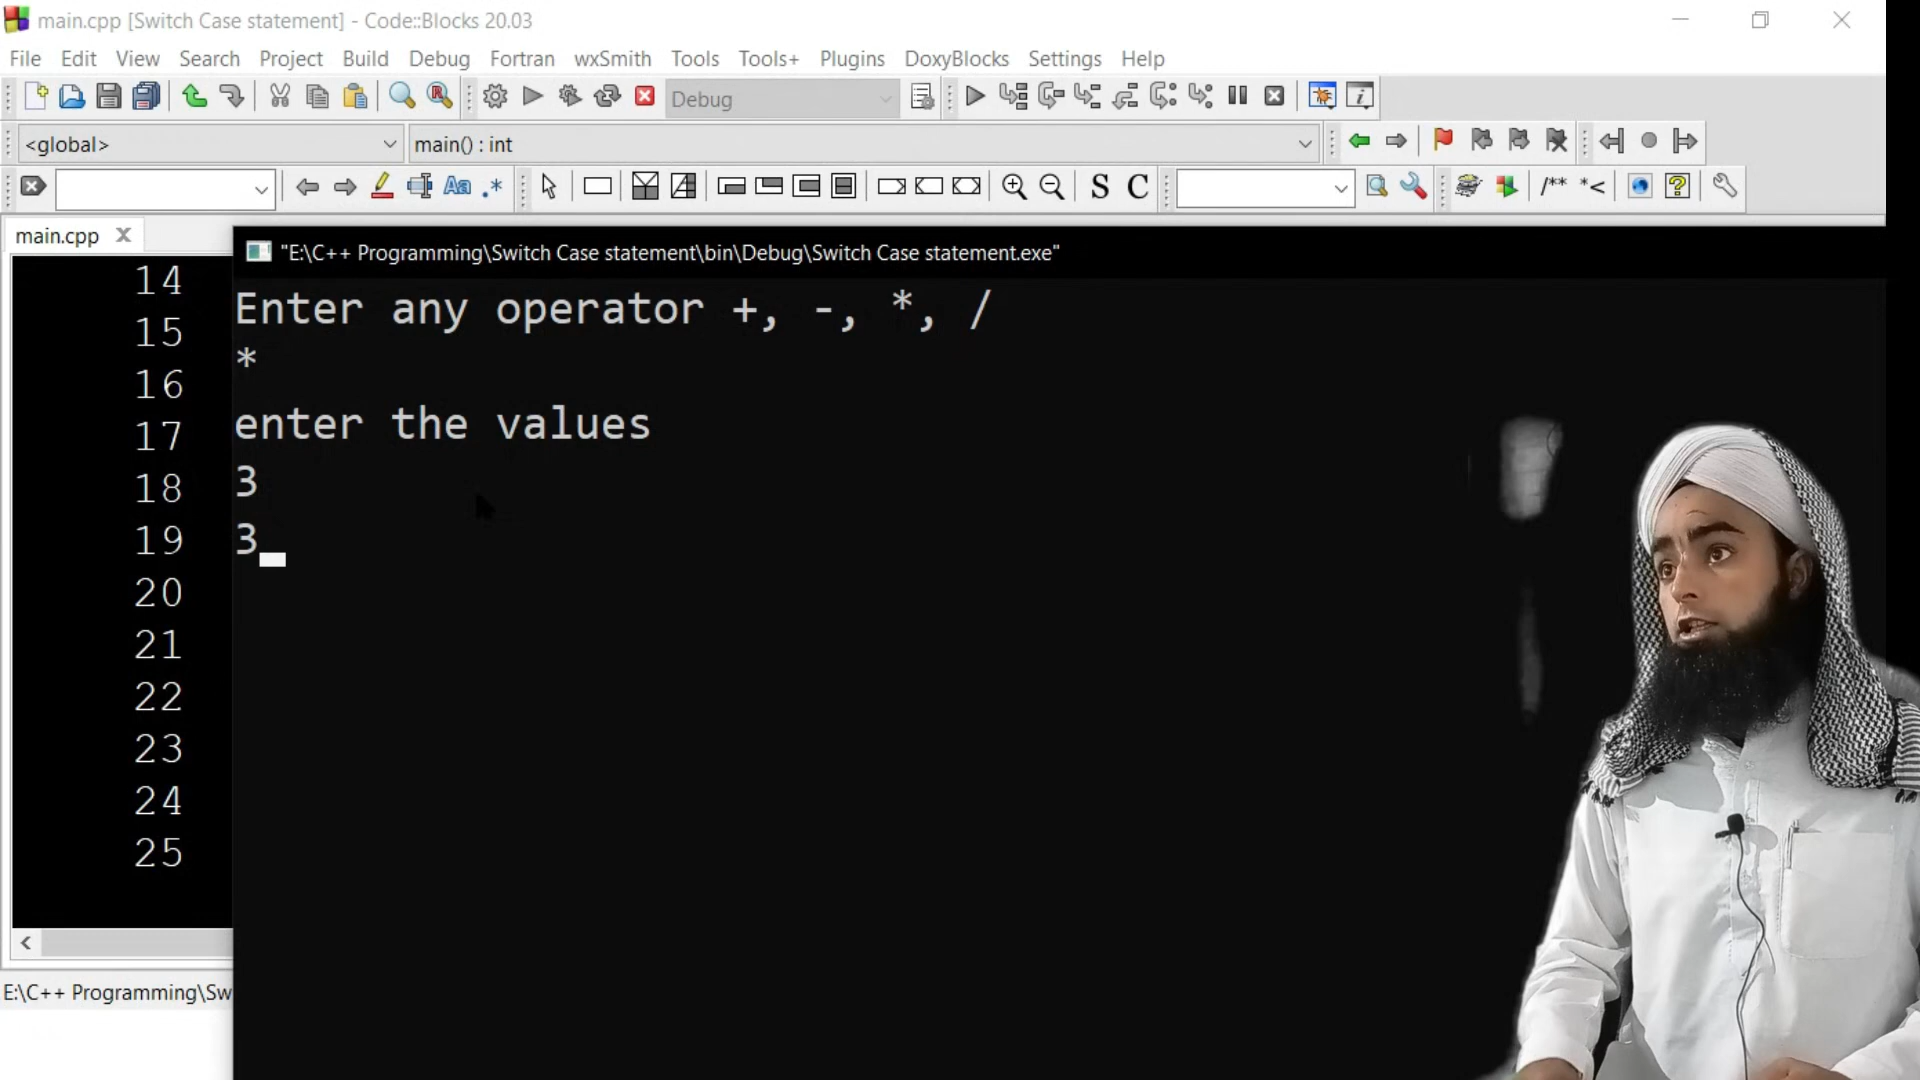 main.cpp [Switch Case statement] - Code::Blocks 20.03
File Edit View Search Project Build Debug Fortran wxSmith Tools Tools+ Plugins DoxyBlocks Settings Help
Debug
<global> main() : int
Aa .* S C /** *<
main.cpp
"E:\C++ Programming\Switch Case statement\bin\Debug\Switch Case statement.exe"
14
15
16
17
18
19
20
21
22
23
24
25
Enter any operator +, -, *, /
*
enter the values
3
3
E:\C++ Programming\Sw